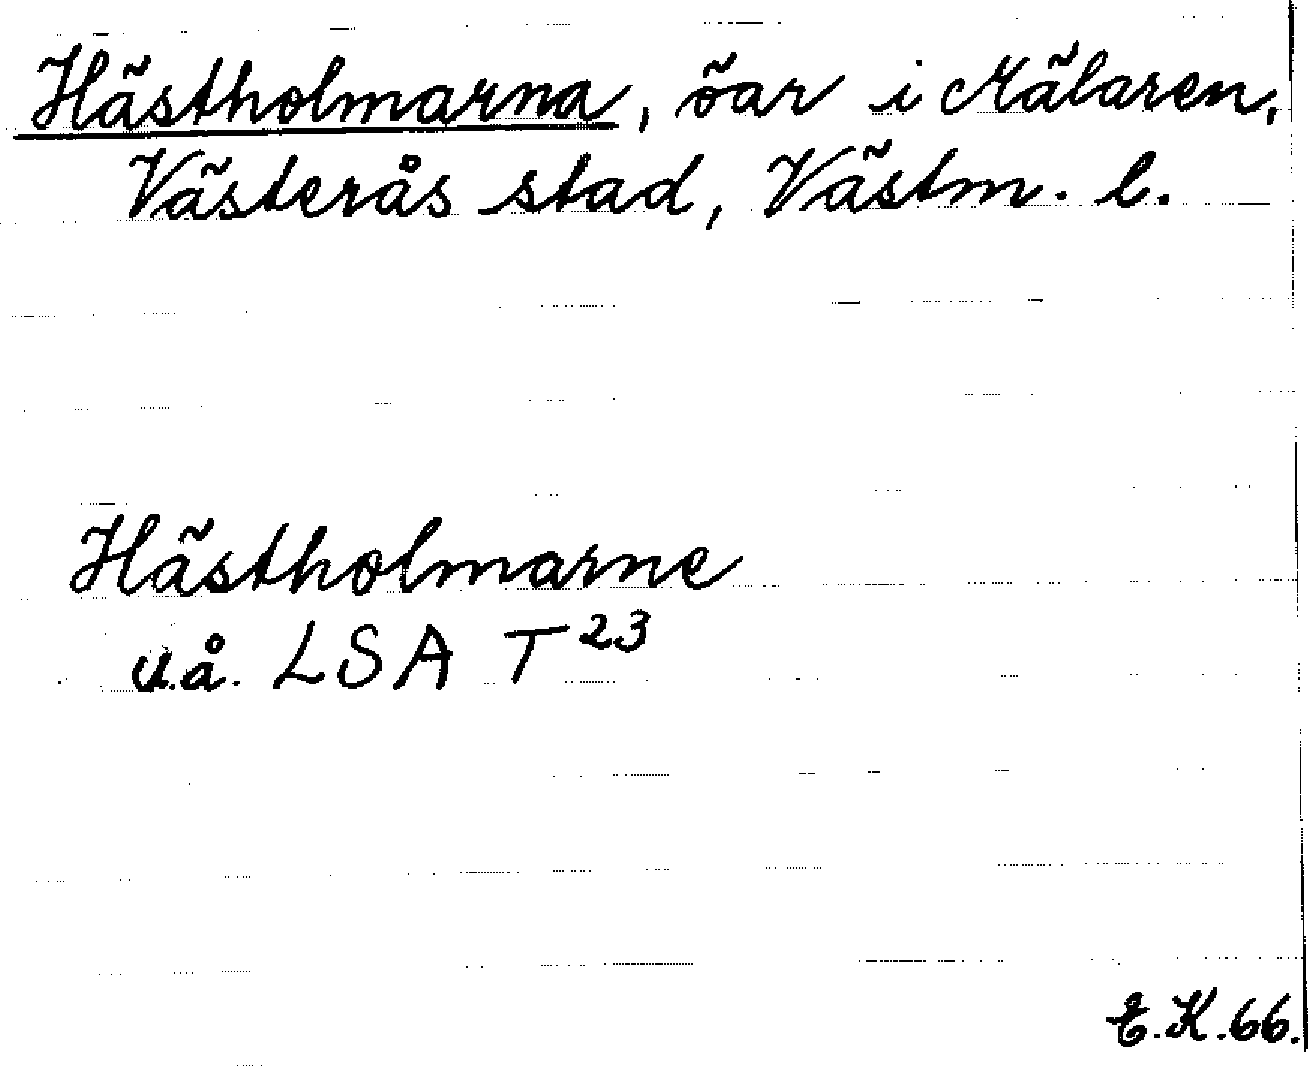 Hästholmarna, öar i Mälaren,
Västerås stad, Västm. l.
Hästholmarne
u.å. LSA T²³
E.K.66.